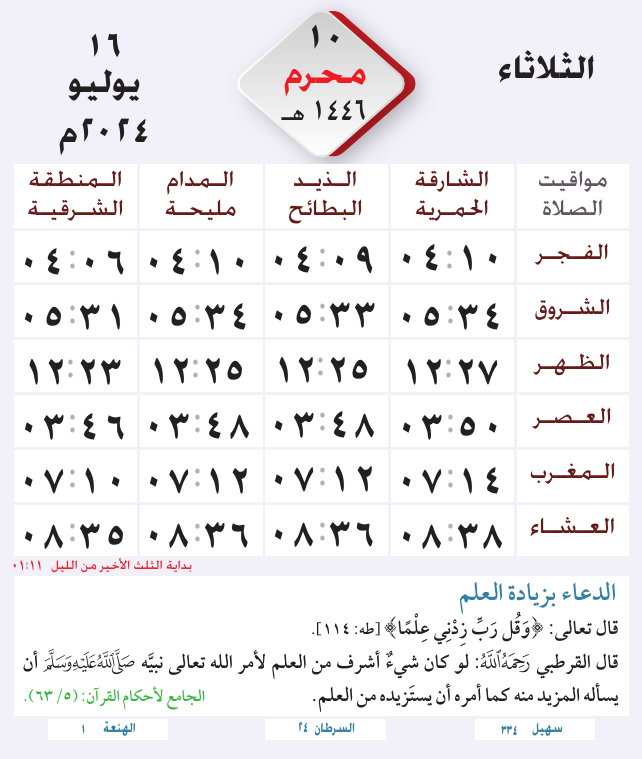 الثلاثاء
١٠
محرم
١٤٤٦ هـ
١٦
يوليو
٢٠٢٤م
مواقيت الصلاة | الشارقة الحمرية | الذيد البطائح | المدام مليحة | المنطقة الشرقية
الفجر | ٠٤:١٠ | ٠٤:٠٩ | ٠٤:١٠ | ٠٤:٠٦
الشروق | ٠٥:٣٤ | ٠٥:٣٣ | ٠٥:٣٤ | ٠٥:٣١
الظهر | ١٢:٢٧ | ١٢:٢٥ | ١٢:٢٥ | ١٢:٢٣
العصر | ٠٣:٥٠ | ٠٣:٤٨ | ٠٣:٤٨ | ٠٣:٤٦
المغرب | ٠٧:١٤ | ٠٧:١٢ | ٠٧:١٢ | ٠٧:١٠
العشاء | ٠٨:٣٨ | ٠٨:٣٦ | ٠٨:٣٦ | ٠٨:٣٥
بداية الثلث الأخير من الليل ٠١:١١
الدعاء بزيادة العلم
قال تعالى: ﴿وَقُل رَبِّ زِدْنِي عِلْمًا﴾ [طه: ١١٤].
قال القرطبي رَحِمَهُ اللَّهُ: لو كان شيءٌ أشرف من العلم لأمر الله تعالى نبيَّه صَلَّى اللَّهُ عَلَيْهِ وَسَلَّمَ أن
يسأله المزيد منه كما أمره أن يستَزيده من العلم. الجامع لأحكام القرآن: (٥/ ٦٣).
سهيل ٣٣٤
السرطان ٢٤
الهنعة ١